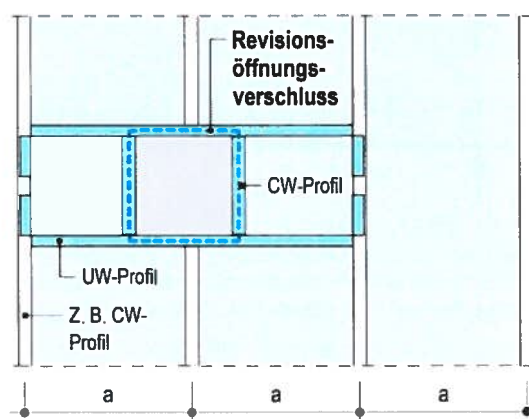 Revisions-
öffnungs-
verschluss
CW-Profil
UW-Profil
Z. B. CW-
Profil
a
a
a